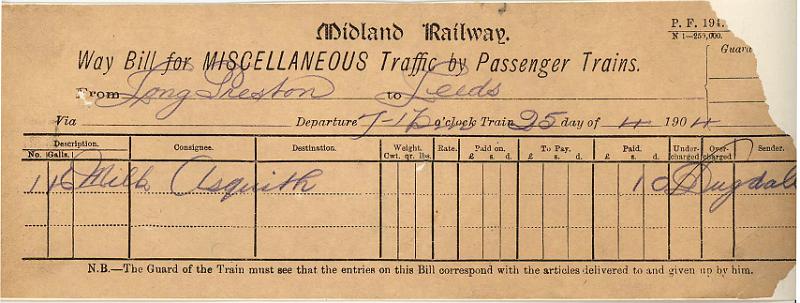 Midland Railway.
P. F. 194.
N 1—250,000.
Way Bill for MISCELLANEOUS Traffic by Passenger Trains.
Guard
From Long Preston to Leeds
Via Departure o'clock Train 25 day of 4 1904
Description. Consignee. Destination. Weight. Rate. Paid on. To Pay. Paid. Under-charged Over-charged Sender.
No. Galls. Cwt. qr. lbs. £ s. d. £ s. d. £ s. d.
1 16 Milk Asquith 1 0 Dugdale
N.B.—The Guard of the Train must see that the entries on this Bill correspond with the articles delivered to and given up by him.